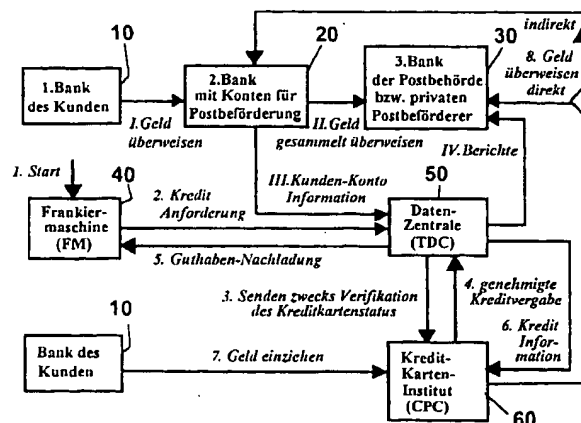 10
20
30
indirekt
1.Bank
des Kunden
2.Bank
mit Konten für
Postbeförderung
3.Bank
der Postbehörde
bzw. privaten
Postbeförderer
8. Geld
überweisen
direkt
I.Geld
überweisen
II.Geld
gesammelt überweisen
IV.Berichte
1. Start
40
III.Kunden-Konto
Information
50
Frankier-
maschine
(FM)
2. Kredit
Anforderung
Daten-
Zentrale
(TDC)
5. Guthaben-Nachladung
3. Senden zwecks Verifikation
des Kreditkartenstatus
4. genehmigte
Kreditvergabe
6. Kredit
Infor-
mation
10
Bank des
Kunden
7. Geld einziehen
Kredit-
Karten-
Institut
(CPC)
60